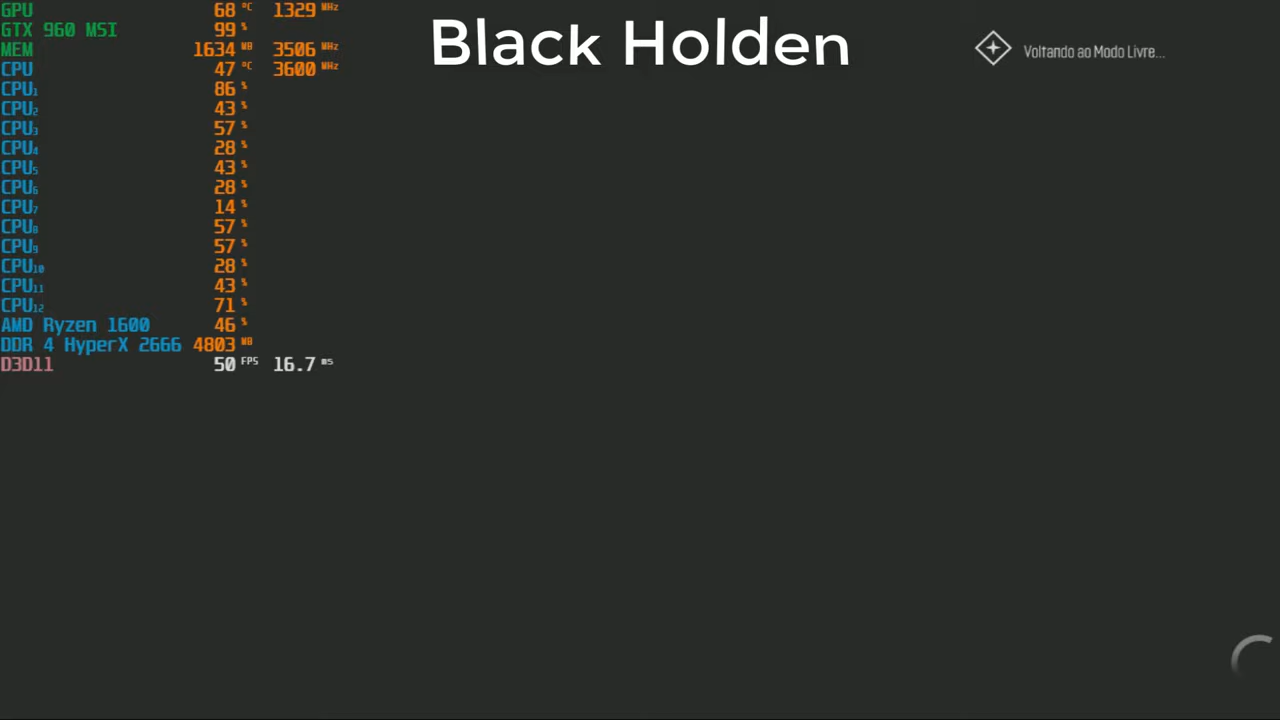 GPU 68 °C 1329 MHz
GTX 960 MSI 99 %
MEM 1634 MB 3506 MHz
CPU 47 °C 3600 MHz
CPU1 86 %
CPU2 43 %
CPU3 57 %
CPU4 28 %
CPU5 43 %
CPU6 28 %
CPU7 14 %
CPU8 57 %
CPU9 57 %
CPU10 28 %
CPU11 43 %
CPU12 71 %
AMD Ryzen 1600 46 %
DDR 4 HyperX 2666 4803 MB
D3D11 50 FPS 16.7 ms
Black Holden
Voltando ao Modo Livre...